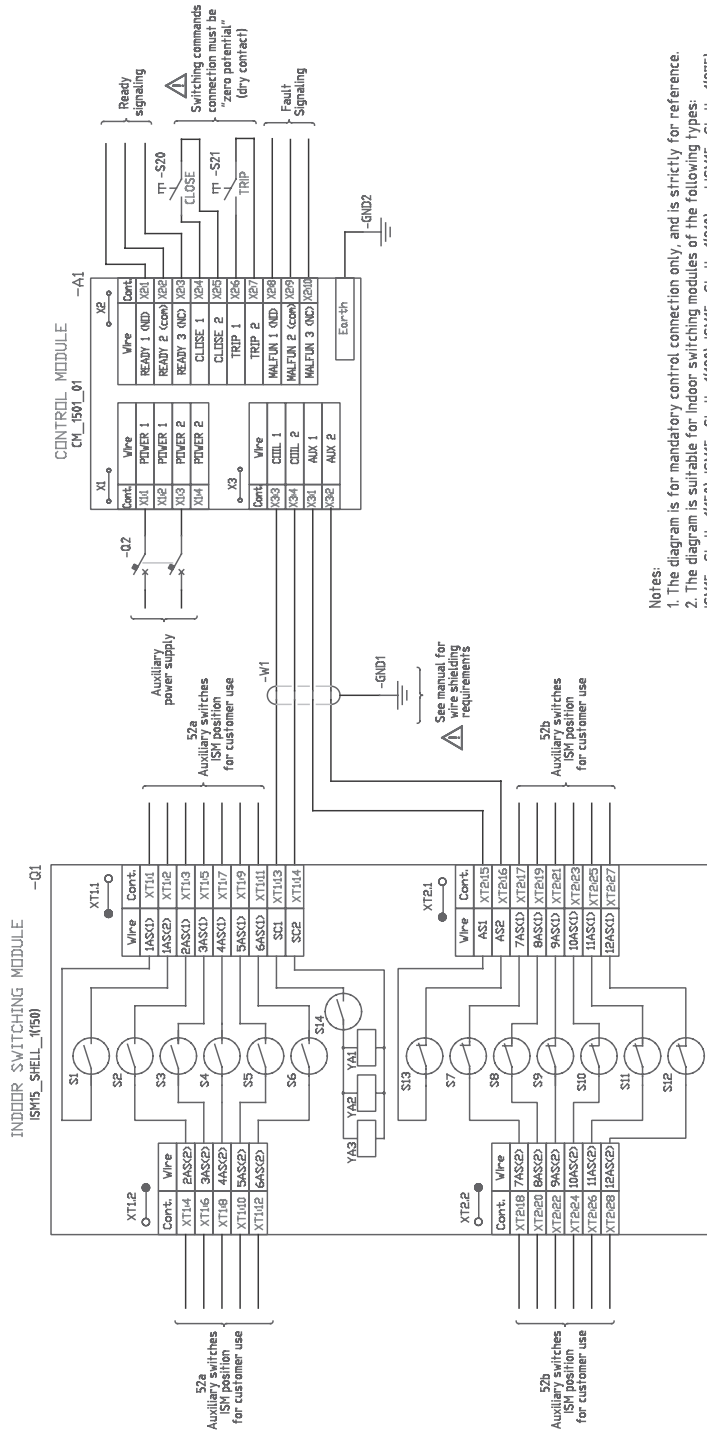 INDOOR SWITCHING MODULE
ISM15_SHELL_1(150)
-Q1
XT1.2
Cont. Wire
XT1:4 2AS(2)
XT1:6 3AS(2)
XT1:8 4AS(2)
XT1:10 5AS(2)
XT1:12 6AS(2)
52a
Auxiliary switches
ISM position
for customer use
S1
S2
S3
S4
S5
S6
S14
YA1
YA2
YA3
XT1.1
Wire Cont.
1AS(1) XT1:1
1AS(2) XT1:2
2AS(1) XT1:3
3AS(1) XT1:5
4AS(1) XT1:7
5AS(1) XT1:9
6AS(1) XT1:11
SC1 XT1:13
SC2 XT1:14
52a
Auxiliary switches
ISM position
for customer use
XT2.2
Cont. Wire
XT2:18 7AS(2)
XT2:20 8AS(2)
XT2:22 9AS(2)
XT2:24 10AS(2)
XT2:26 11AS(2)
XT2:28 12AS(2)
52b
Auxiliary switches
ISM position
for customer use
S13
S7
S8
S9
S10
S11
S12
XT2.1
Wire Cont.
AS1 XT2:15
AS2 XT2:16
7AS(1) XT2:17
8AS(1) XT2:19
9AS(1) XT2:21
10AS(1) XT2:23
11AS(1) XT2:25
12AS(1) XT2:27
52b
Auxiliary switches
ISM position
for customer use
-W1
-GND1
See manual for
wire shielding
requirements
Auxiliary
power supply
-Q2
CONTROL MODULE
CM_1501_01
-A1
X1
Cont. Wire
X1:1 POWER 1
X1:2 POWER 1
X1:3 POWER 2
X1:4 POWER 2
X3
Cont. Wire
X3:3 COIL 1
X3:4 COIL 2
X3:1 AUX 1
X3:2 AUX 2
X2
Wire Cont.
READY 1 (NO) X2:1
READY 2 (com) X2:2
READY 3 (NC) X2:3
CLOSE 1 X2:4
CLOSE 2 X2:5
TRIP 1 X2:6
TRIP 2 X2:7
MALFUN 1 (NO) X2:8
MALFUN 2 (com) X2:9
MALFUN 3 (NC) X2:10
Earth
-GND2
Ready
signaling
-S20
CLOSE
-S21
TRIP
Switching commands
connection must be
"zero potential"
(dry contact)
Fault
Signaling
Notes:
1. The diagram is for mandatory control connection only, and is strictly for reference.
2. The diagram is suitable for Indoor switching modules of the following types: